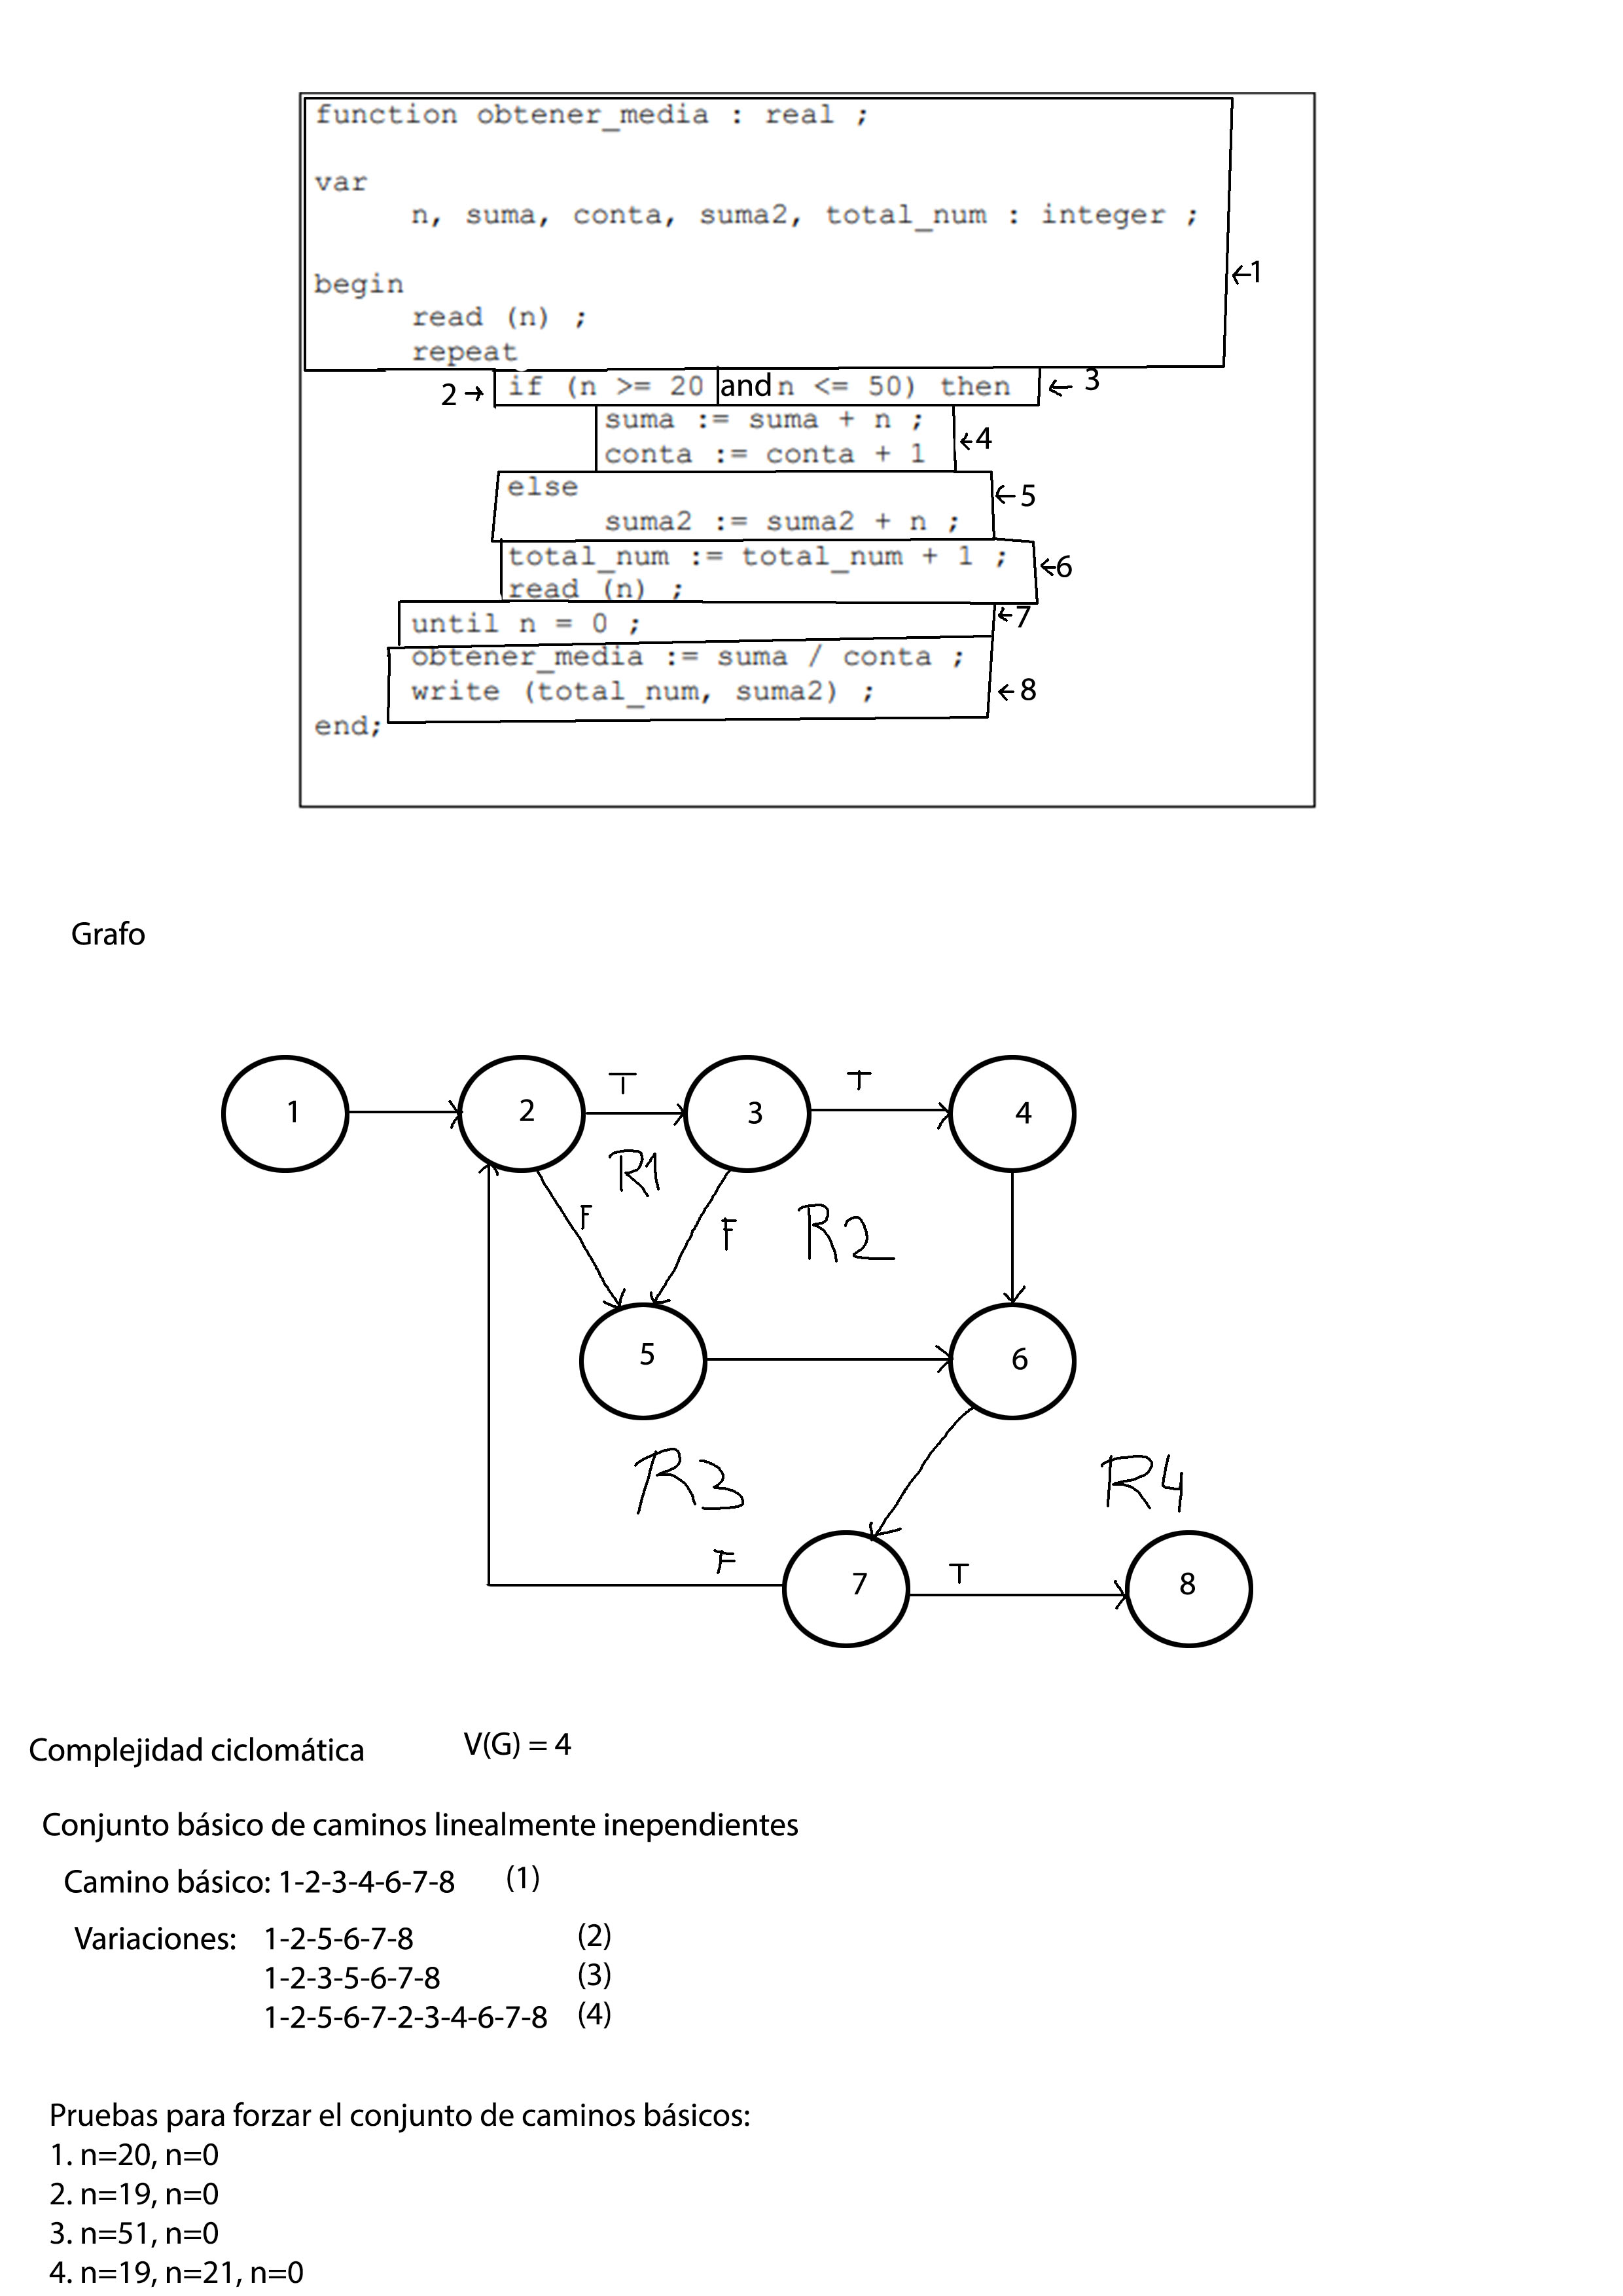 function obtener_media : real ;
var
n, suma, conta, suma2, total_num : integer ;
←1
begin
read (n) ;
repeat
2→ if (n >= 20 and n <= 50) then ← 3
suma := suma + n ;
conta := conta + 1 ←4
else ←5
suma2 := suma2 + n ;
total_num := total_num + 1 ; ←6
read (n) ;
until n = 0 ; ←7
obtener_media := suma / conta ;
write (total_num, suma2) ; ←8
end;
Grafo
T T
1 2 3 4
R1
F F R2
5 6
R3 R4
F T
7 8
Complejidad ciclomática V(G) = 4
Conjunto básico de caminos linealmente inependientes
Camino básico: 1-2-3-4-6-7-8 (1)
Variaciones: 1-2-5-6-7-8 (2)
1-2-3-5-6-7-8 (3)
1-2-5-6-7-2-3-4-6-7-8 (4)
Pruebas para forzar el conjunto de caminos básicos:
1. n=20, n=0
2. n=19, n=0
3. n=51, n=0
4. n=19, n=21, n=0